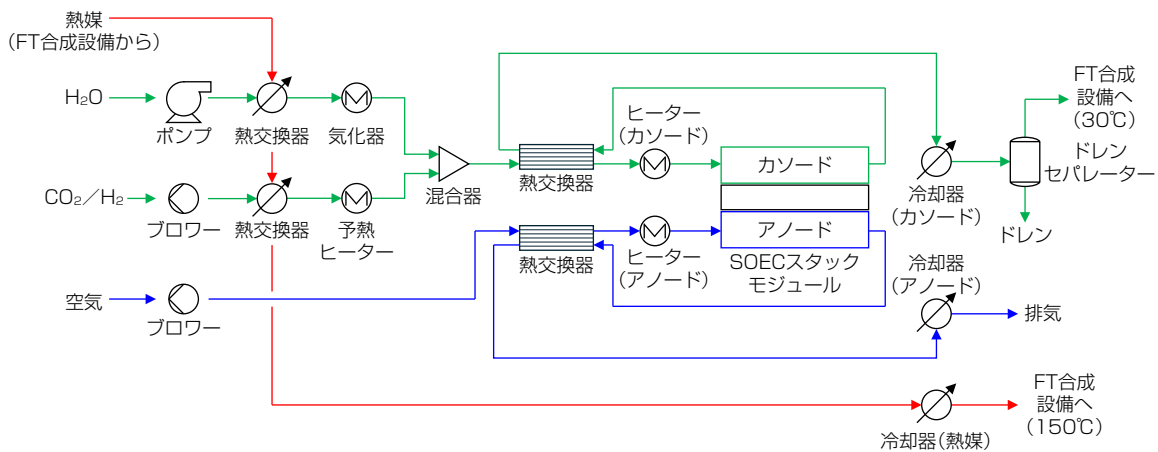 熱媒
（FT合成設備から）
H₂O
ポンプ
熱交換器
気化器
CO₂／H₂
ブロワー
熱交換器
予熱
ヒーター
混合器
空気
ブロワー
熱交換器
ヒーター
（カソード）
カソード
熱交換器
ヒーター
（アノード）
アノード
SOECスタック
モジュール
冷却器
（カソード）
FT合成
設備へ
（30℃）
ドレン
セパレーター
ドレン
冷却器
（アノード）
排気
冷却器（熱媒）
FT合成
設備へ
（150℃）